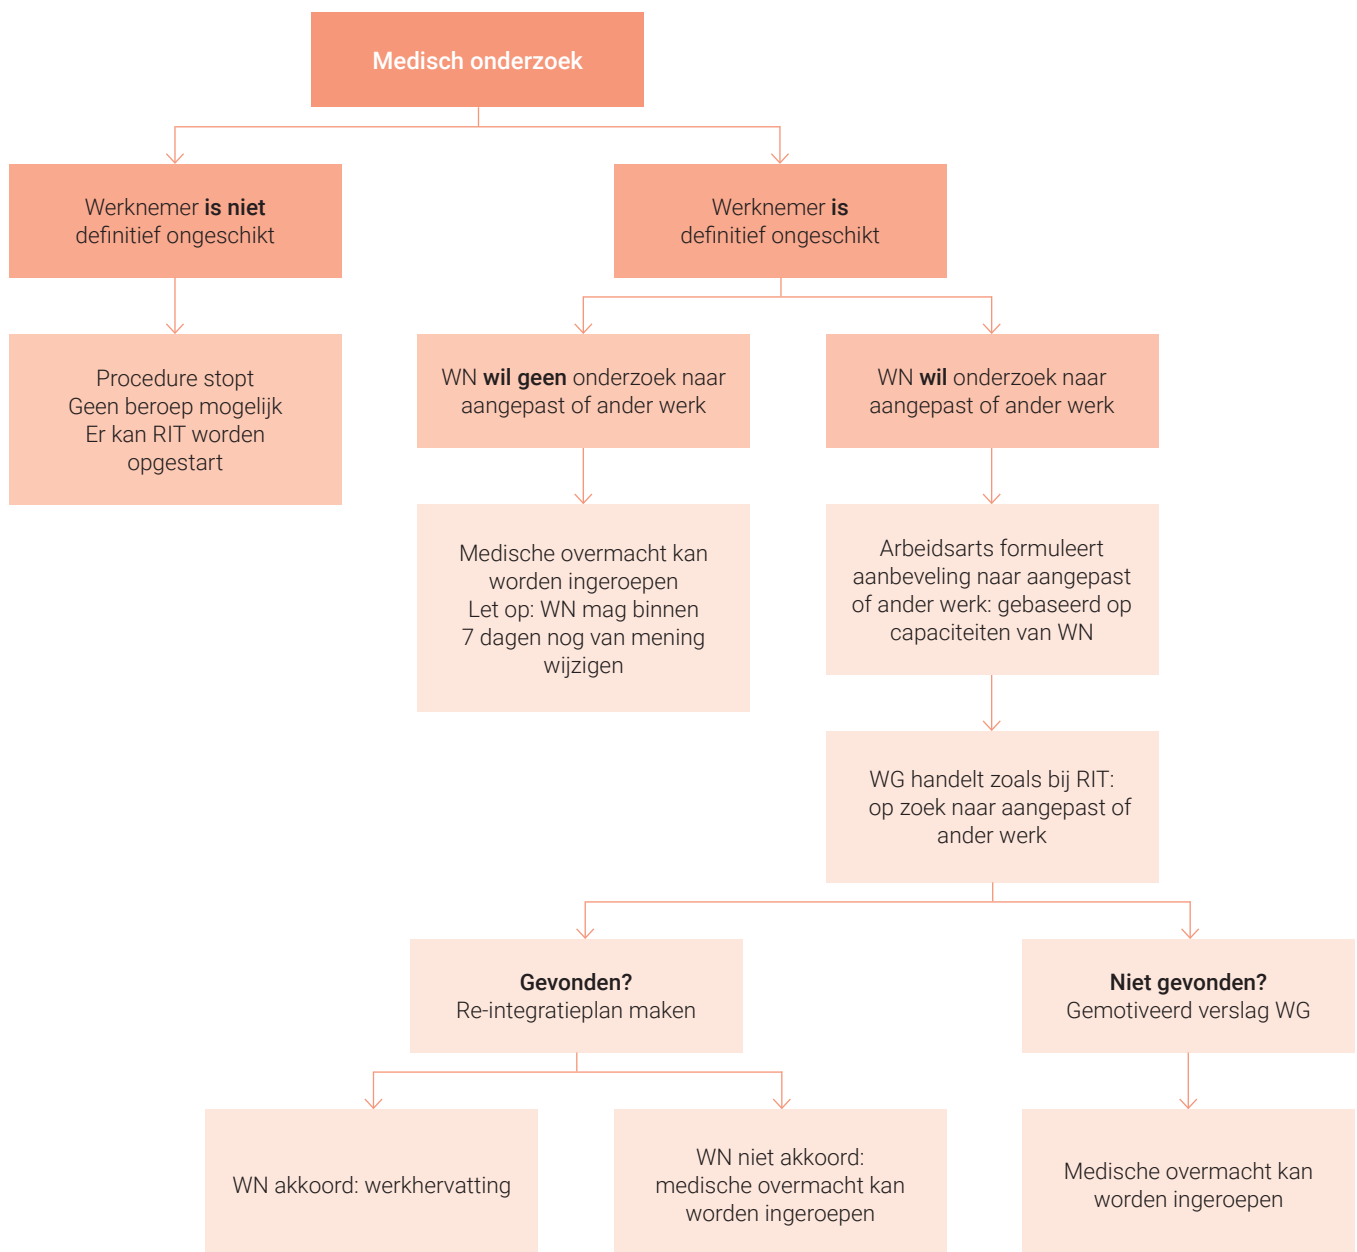 Medisch onderzoek
Werknemer is niet
definitief ongeschikt
Werknemer is
definitief ongeschikt
Procedure stopt
Geen beroep mogelijk
Er kan RIT worden
opgestart
WN wil geen onderzoek naar
aangepast of ander werk
WN wil onderzoek naar
aangepast of ander werk
Medische overmacht kan
worden ingeroepen
Let op: WN mag binnen
7 dagen nog van mening
wijzigen
Arbeidsarts formuleert
aanbeveling naar aangepast
of ander werk: gebaseerd op
capaciteiten van WN
WG handelt zoals bij RIT:
op zoek naar aangepast of
ander werk
Gevonden?
Re-integratieplan maken
Niet gevonden?
Gemotiveerd verslag WG
WN akkoord: werkhervatting
WN niet akkoord:
medische overmacht kan
worden ingeroepen
Medische overmacht kan
worden ingeroepen